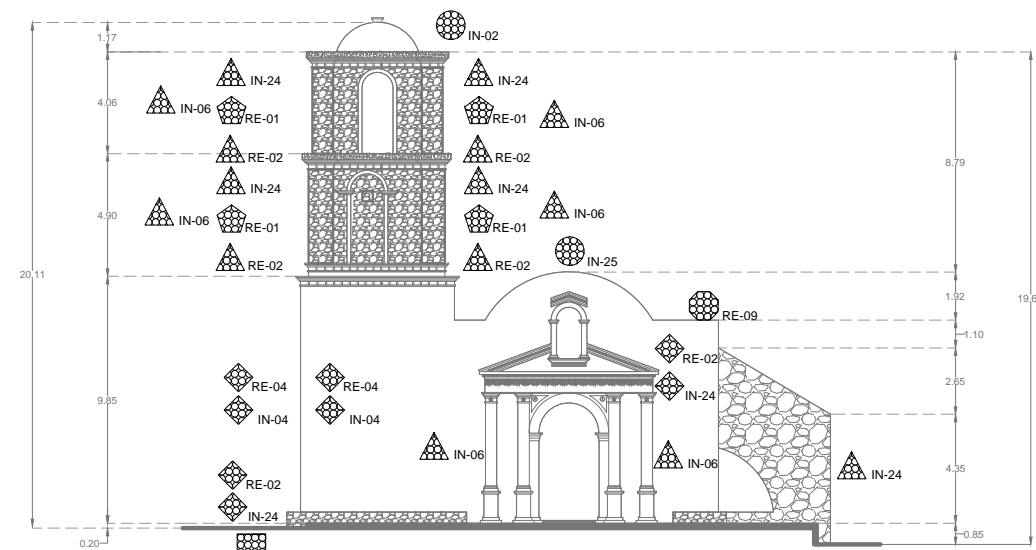 IN-02
1.17
IN-24
IN-24
4.06
IN-06
RE-01
RE-01
IN-06
RE-02
RE-02
8.79
IN-24
IN-24
4.90
IN-06
RE-01
RE-01
IN-06
RE-02
RE-02
IN-25
20.11
1.92
19.6
RE-09
1.10
RE-02
RE-04
RE-04
2.65
IN-24
9.85
IN-04
IN-04
IN-06
IN-06
IN-24
4.35
RE-02
IN-24
0.20
0.85